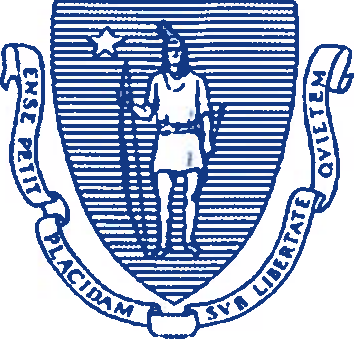 ENSE PETIT
PLACIDAM
SVB LIBERTATE
QVIETEM